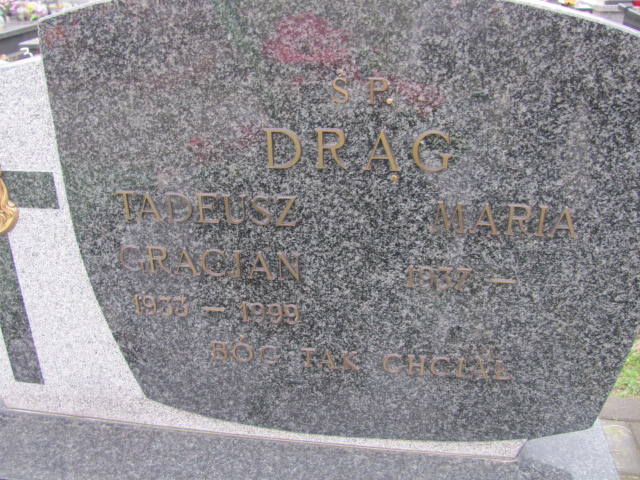 Ś.P.
DRĄG
TADEUSZ
GRACJAN
1933 – 1999
MARIA
1937 –
BÓG TAK CHCIAŁ